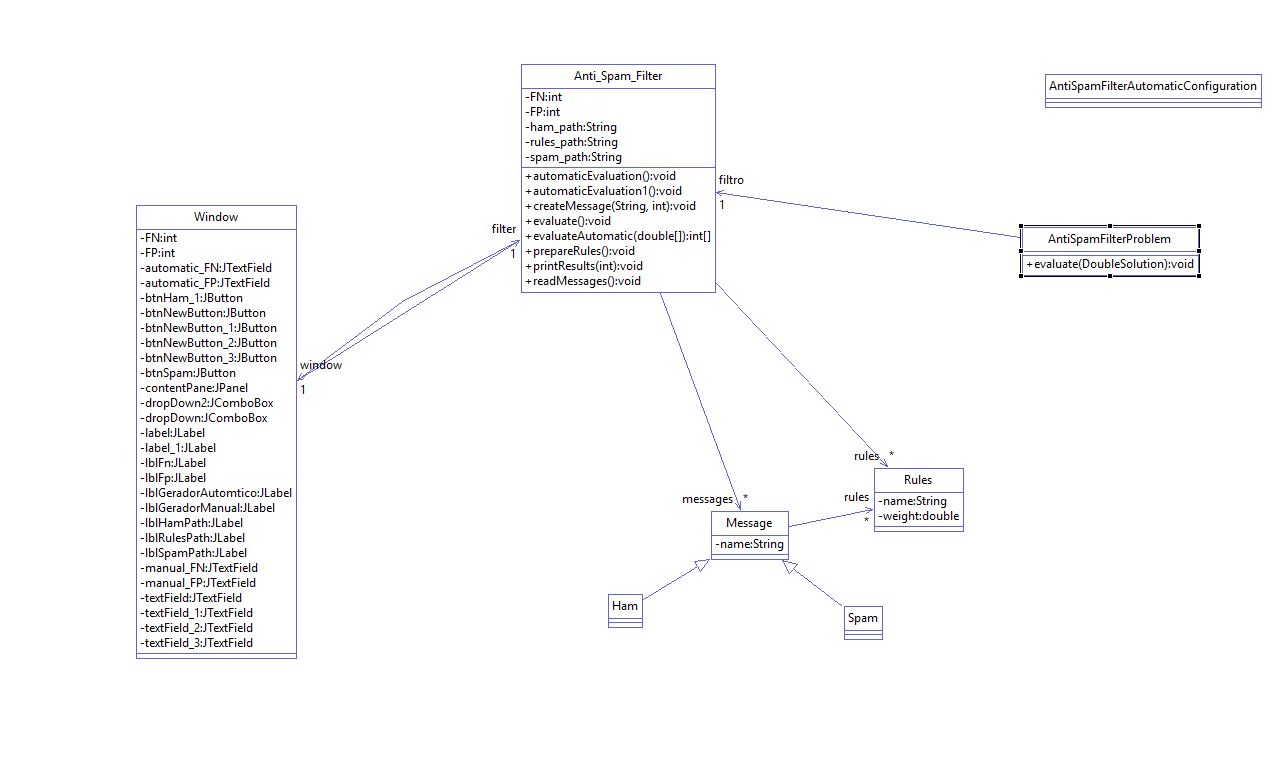 Anti_Spam_Filter
-FN:int
-FP:int
-ham_path:String
-rules_path:String
-spam_path:String
+automaticEvaluation():void
+automaticEvaluation1():void
+createMessage(String, int):void
+evaluate():void
+evaluateAutomatic(double[]):int[]
+prepareRules():void
+printResults(int):void
+readMessages():void
AntiSpamFilterAutomaticConfiguration
filtro
1
AntiSpamFilterProblem
+evaluate(DoubleSolution):void
filter
1
window
1
Window
-FN:int
-FP:int
-automatic_FN:JTextField
-automatic_FP:JTextField
-btnHam_1:JButton
-btnNewButton:JButton
-btnNewButton_1:JButton
-btnNewButton_2:JButton
-btnNewButton_3:JButton
-btnSpam:JButton
-contentPane:JPanel
-dropDown2:JComboBox
-dropDown:JComboBox
-label:JLabel
-label_1:JLabel
-lblFn:JLabel
-lblFp:JLabel
-lblGeradorAutomtico:JLabel
-lblGeradorManual:JLabel
-lblHamPath:JLabel
-lblRulesPath:JLabel
-lblSpamPath:JLabel
-manual_FN:JTextField
-manual_FP:JTextField
-textField:JTextField
-textField_1:JTextField
-textField_2:JTextField
-textField_3:JTextField
rules *
Rules
-name:String
-weight:double
messages *
rules
*
Message
-name:String
Ham
Spam